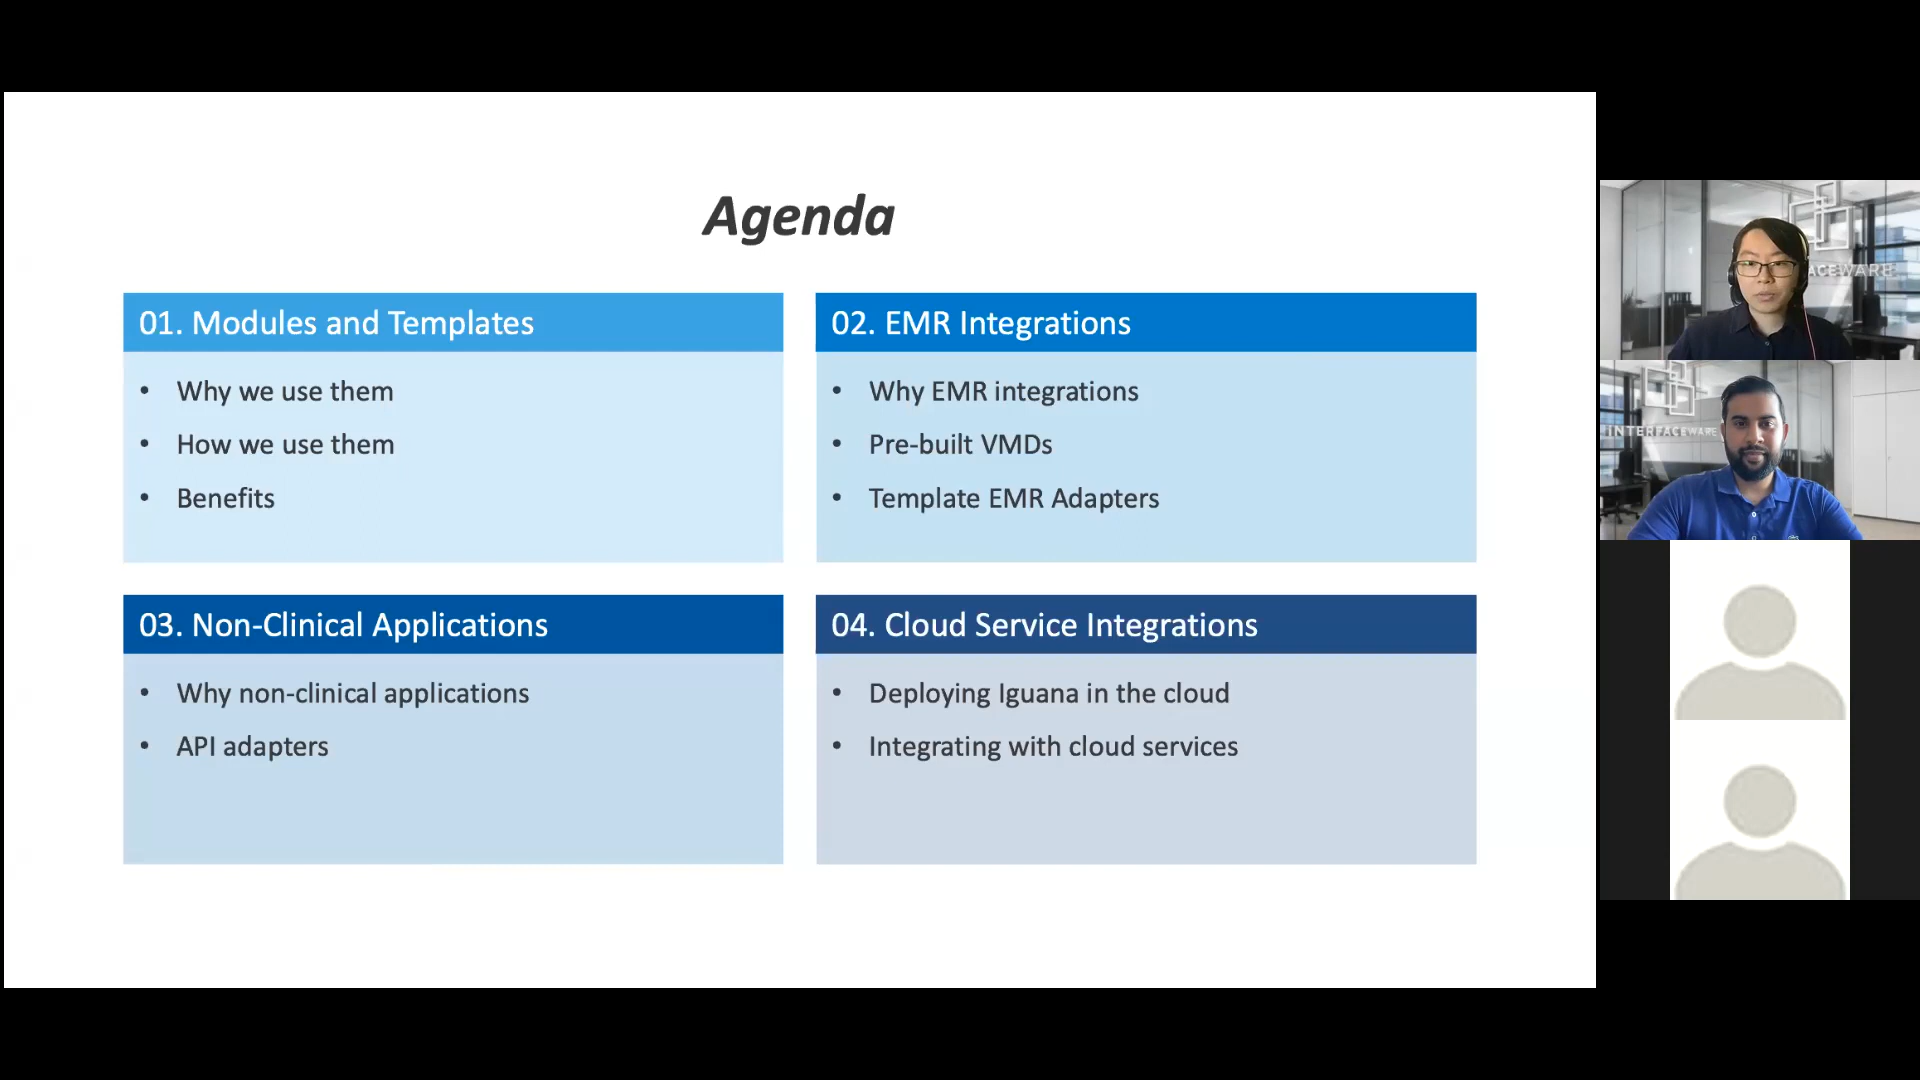 Agenda
01. Modules and Templates
• Why we use them
• How we use them
• Benefits
02. EMR Integrations
• Why EMR integrations
• Pre-built VMDs
• Template EMR Adapters
03. Non-Clinical Applications
• Why non-clinical applications
• API adapters
04. Cloud Service Integrations
• Deploying Iguana in the cloud
• Integrating with cloud services
ACEWARE
INTERFACEWARE